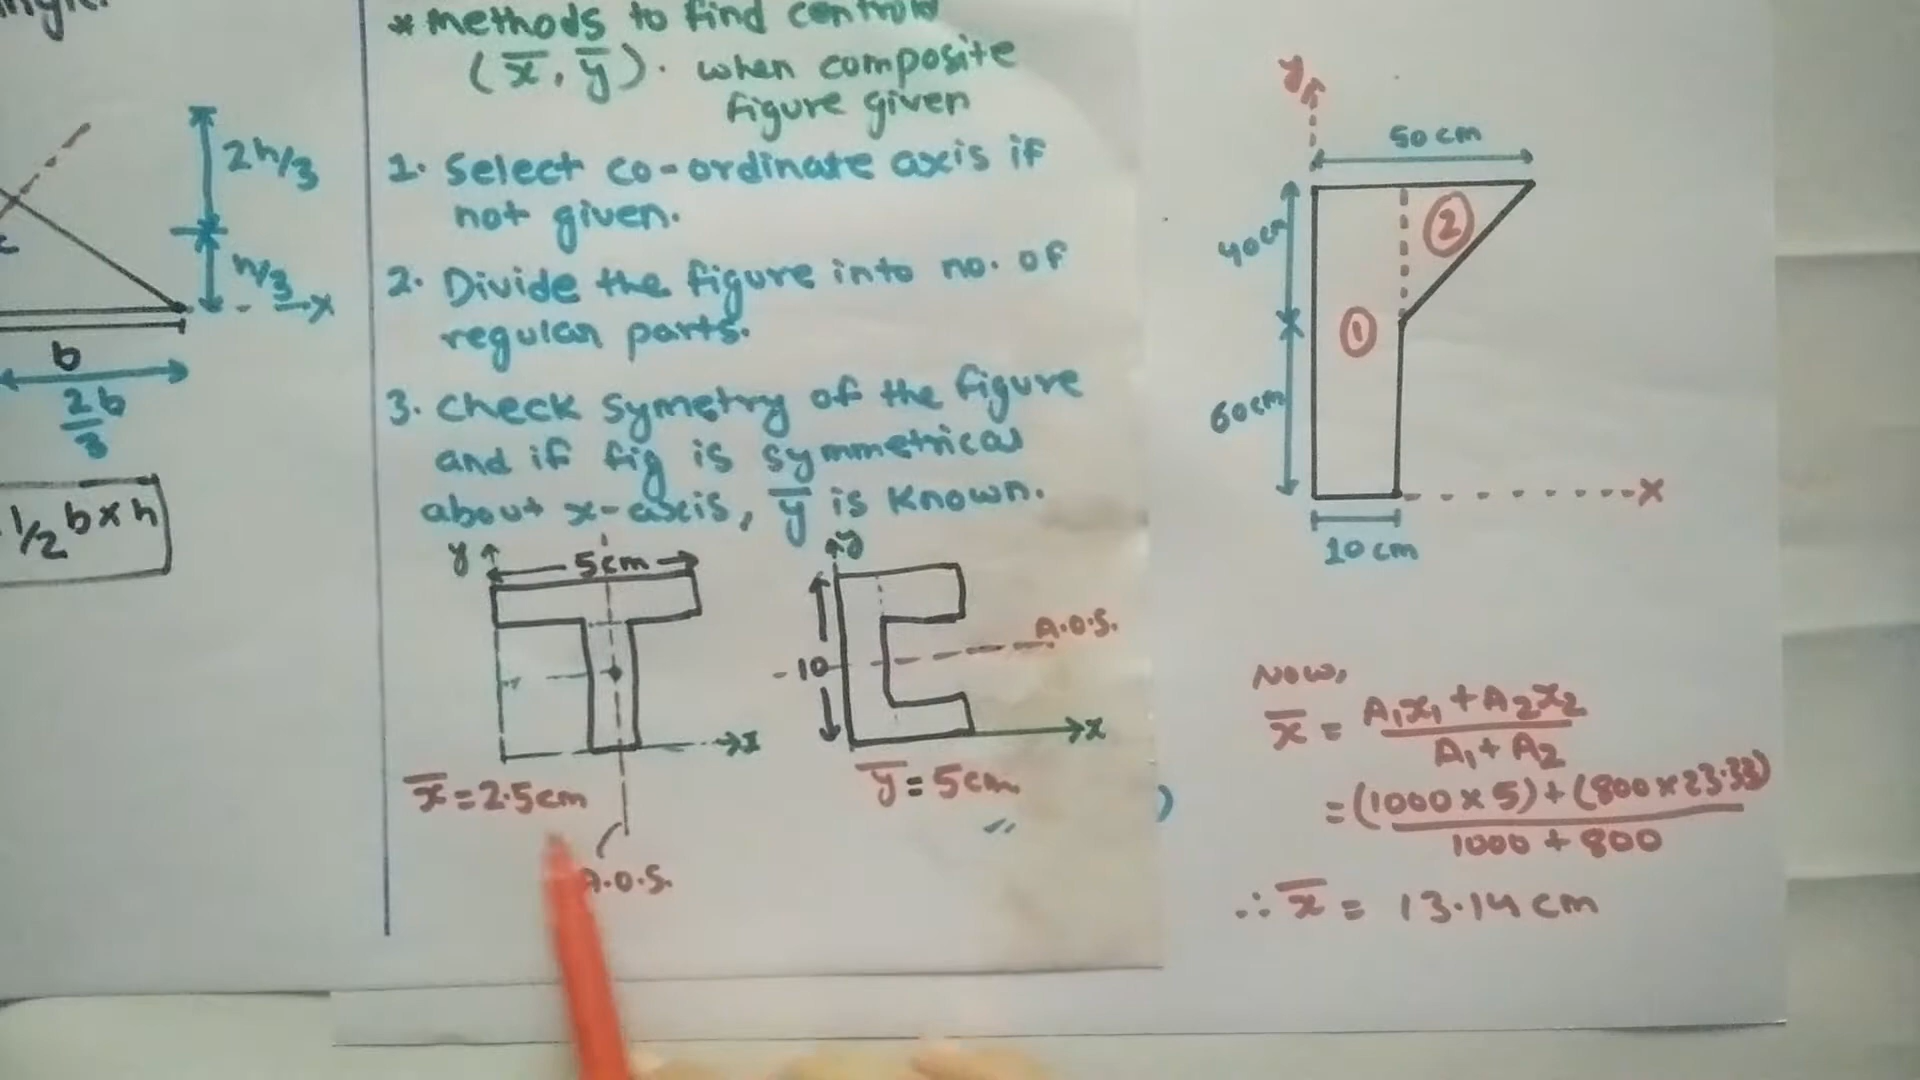 2h/3
h/3
x
b
2b
3
1/2 b x h
* methods to find centroid
(x̅, y̅). when composite
figure given
1. Select co-ordinate axis if
not given.
2. Divide the figure into no. of
regular parts.
3. check symetry of the figure
and if fig is symmetrical
about x-axis, y̅ is known.
y
5cm
x
x̅ = 2.5cm
A.O.S.
y
10
A.O.S.
x
y̅ = 5cm
y
50 cm
40cm
2
1
60cm
x
10 cm
Now,
x̅ = A₁x₁ + A₂x₂
A₁ + A₂
= (1000 x 5) + (800 x 23.33)
1000 + 800
∴ x̅ = 13.14 cm